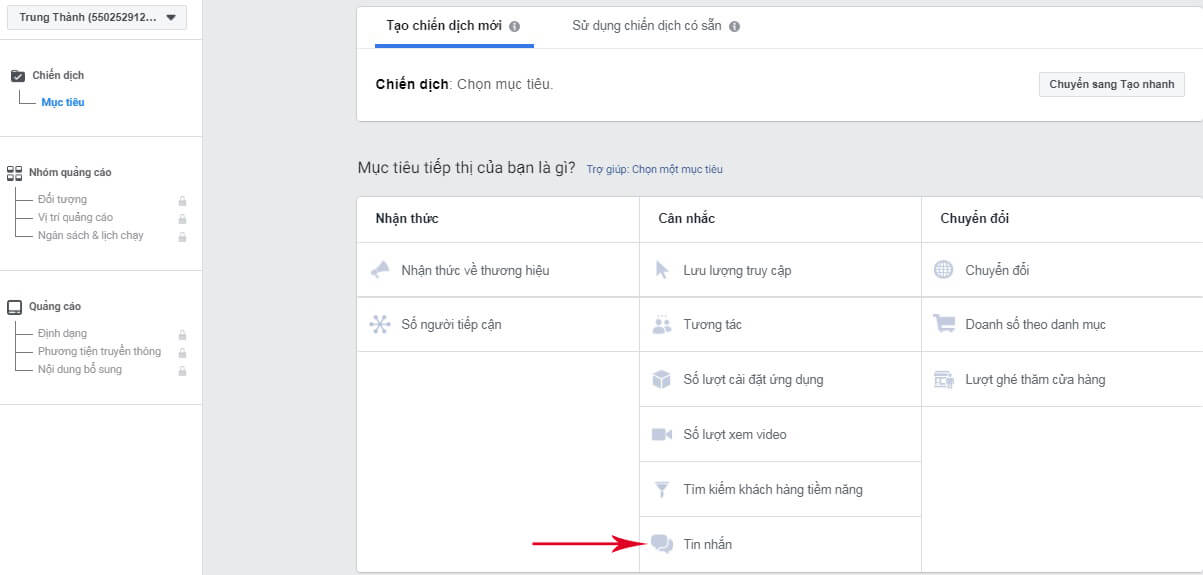 Trung Thành (550252912...
Chiến dịch
Mục tiêu
Nhóm quảng cáo
Đối tượng
Vị trí quảng cáo
Ngân sách & lịch chạy
Quảng cáo
Định dạng
Phương tiện truyền thông
Nội dung bổ sung
Tạo chiến dịch mới
Sử dụng chiến dịch có sẵn
Chiến dịch: Chọn mục tiêu.
Chuyển sang Tạo nhanh
Mục tiêu tiếp thị của bạn là gì? Trợ giúp: Chọn một mục tiêu
Nhận thức
Nhận thức về thương hiệu
Số người tiếp cận
Cân nhắc
Lưu lượng truy cập
Tương tác
Số lượt cài đặt ứng dụng
Số lượt xem video
Tìm kiếm khách hàng tiềm năng
Tin nhắn
Chuyển đổi
Chuyển đổi
Doanh số theo danh mục
Lượt ghé thăm cửa hàng